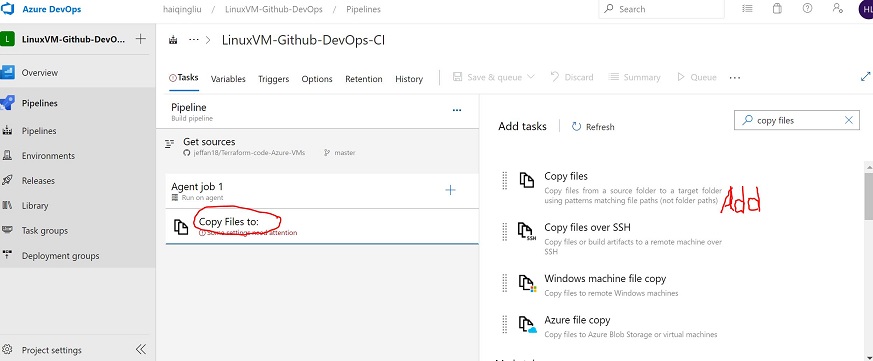 Azure DevOps
haiqingliu / LinuxVM-Github-DevOps / Pipelines
Search
HL
L LinuxVM-Github-DevO... +
··· > LinuxVM-Github-DevOps-CI
Overview
Tasks Variables Triggers Options Retention History Save & queue Discard Summary Queue ···
Pipelines
Pipeline ···
Build pipeline
Add tasks Refresh copy files
Pipelines
Get sources
jeffan18/Terraform-code-Azure-VMs master
Environments
Releases
Agent job 1 +
Run on agent
Copy files
Copy files from a source folder to a target folder
using patterns matching file paths (not folder paths)
Add
Library
Copy Files to:
Some settings need attention
Copy files over SSH
SSH
Copy files or build artifacts to a remote machine over
SSH
Task groups
Deployment groups
Windows machine file copy
Copy files to remote Windows machines
Azure file copy
Copy files to Azure Blob Storage or virtual machines
Project settings